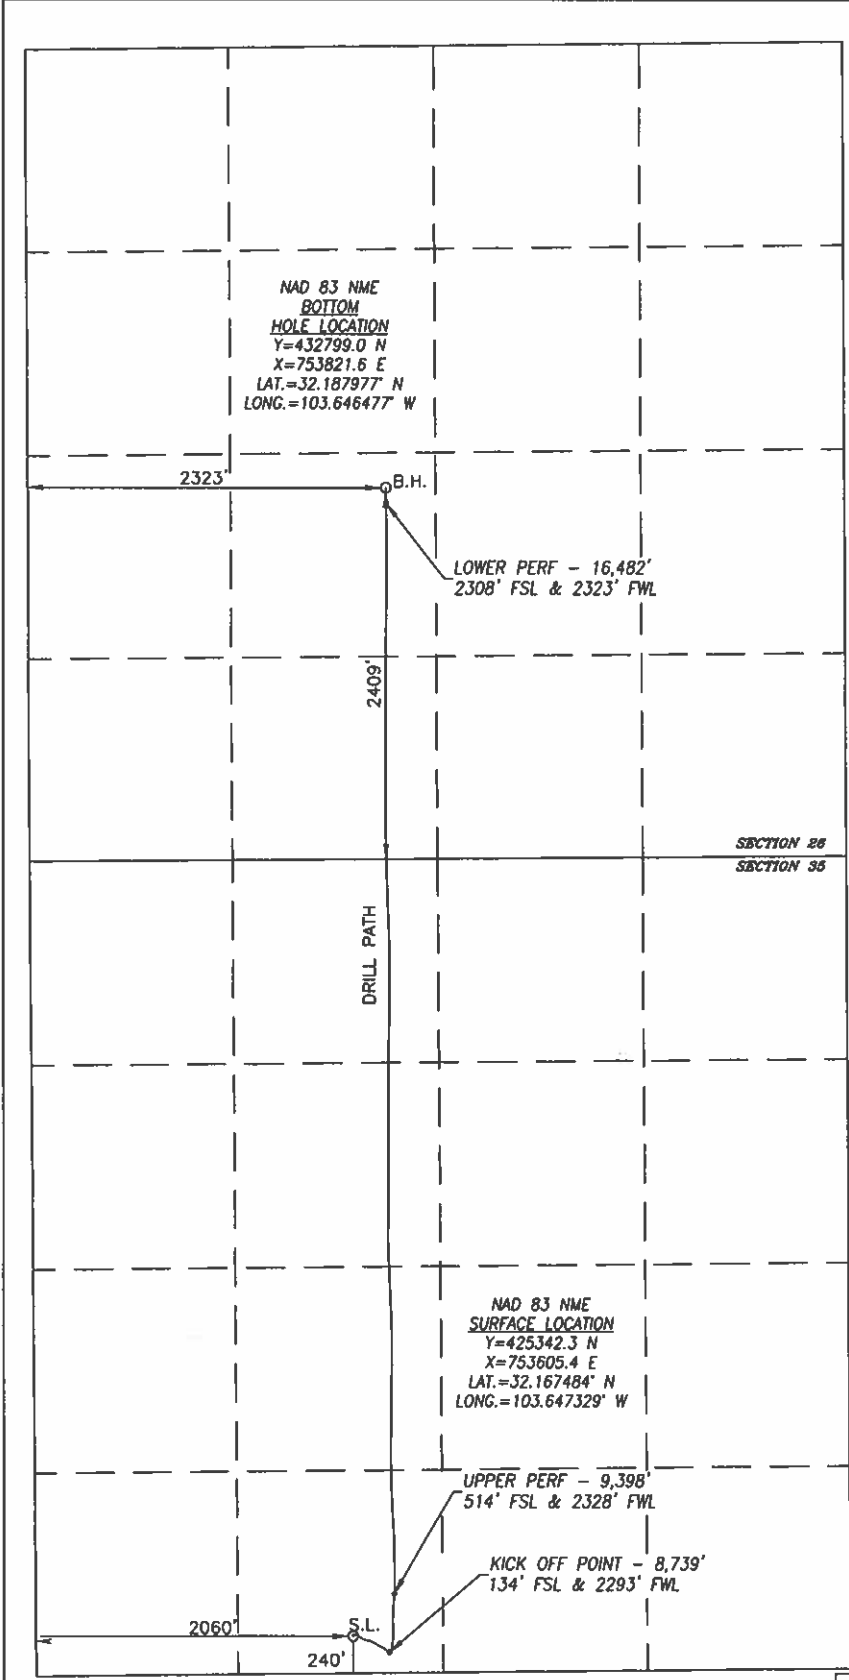 NAD 83 NME
BOTTOM
HOLE LOCATION
Y=432799.0 N
X=753821.6 E
LAT.=32.187977° N
LONG.=103.646477° W
2323'
B.H.
LOWER PERF - 16,482'
2308' FSL & 2323' FWL
2409'
SECTION 26
SECTION 35
DRILL PATH
NAD 83 NME
SURFACE LOCATION
Y=425342.3 N
X=753605.4 E
LAT.=32.167484° N
LONG.=103.647329° W
UPPER PERF - 9,398'
514' FSL & 2328' FWL
KICK OFF POINT - 8,739'
134' FSL & 2293' FWL
2060'
S.L.
240'